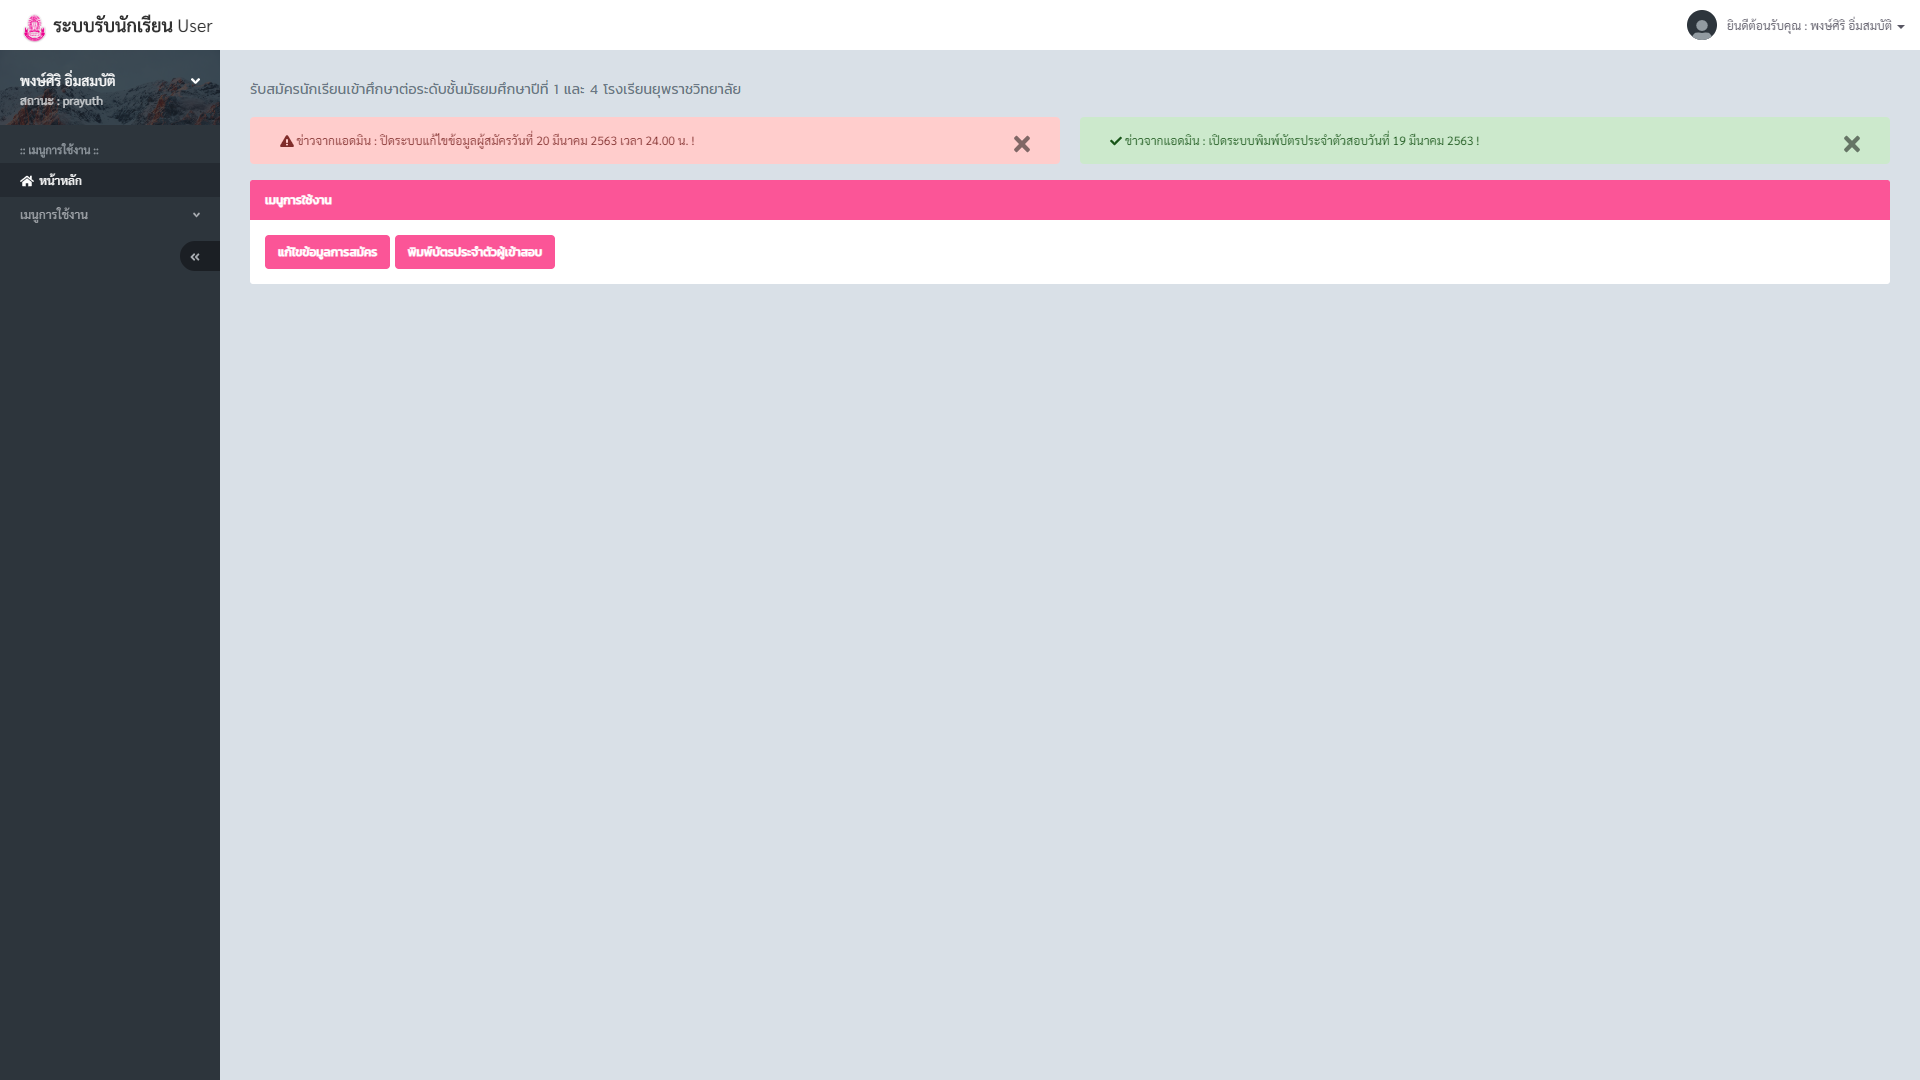 ระบบรับนักเรียน User
ยินดีต้อนรับคุณ : พงษ์ศิริ อิ่มสมบัติ
พงษ์ศิริ อิ่มสมบัติ
สถานะ : prayuth
:: เมนูการใช้งาน ::
หน้าหลัก
เมนูการใช้งาน
รับสมัครนักเรียนเข้าศึกษาต่อระดับชั้นมัธยมศึกษาปีที่ 1 และ 4 โรงเรียนยุพราชวิทยาลัย
ข่าวจากแอดมิน : ปิดระบบแก้ไขข้อมูลผู้สมัครวันที่ 20 มีนาคม 2563 เวลา 24.00 น. !
ข่าวจากแอดมิน : เปิดระบบพิมพ์บัตรประจำตัวสอบวันที่ 19 มีนาคม 2563 !
เมนูการใช้งาน
แก้ไขข้อมูลการสมัคร
พิมพ์บัตรประจำตัวผู้เข้าสอบ